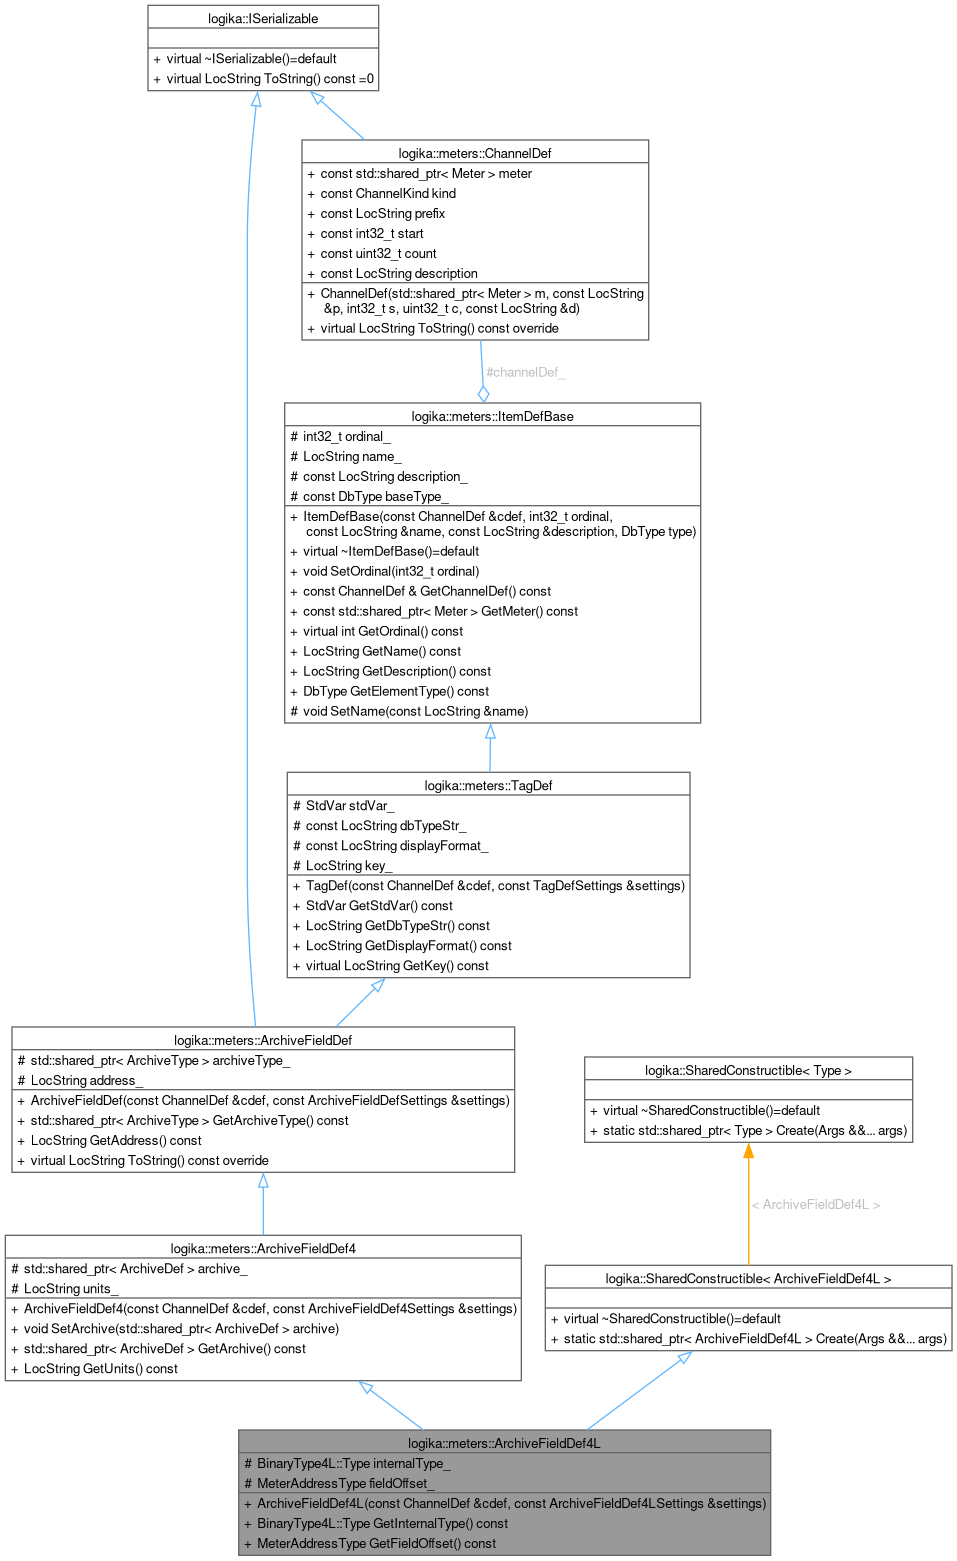 logika::ISerializable
+ virtual ~ISerializable()=default
+ virtual LocString ToString() const =0
logika::meters::ChannelDef
+ const std::shared_ptr< Meter > meter
+ const ChannelKind kind
+ const LocString prefix
+ const int32_t start
+ const uint32_t count
+ const LocString description
+ ChannelDef(std::shared_ptr< Meter > m, const LocString
&p, int32_t s, uint32_t c, const LocString &d)
+ virtual LocString ToString() const override
#channelDef_
logika::meters::ItemDefBase
# int32_t ordinal_
# LocString name_
# const LocString description_
# const DbType baseType_
+ ItemDefBase(const ChannelDef &cdef, int32_t ordinal,
const LocString &name, const LocString &description, DbType type)
+ virtual ~ItemDefBase()=default
+ void SetOrdinal(int32_t ordinal)
+ const ChannelDef & GetChannelDef() const
+ const std::shared_ptr< Meter > GetMeter() const
+ virtual int GetOrdinal() const
+ LocString GetName() const
+ LocString GetDescription() const
+ DbType GetElementType() const
# void SetName(const LocString &name)
logika::meters::TagDef
# StdVar stdVar_
# const LocString dbTypeStr_
# const LocString displayFormat_
# LocString key_
+ TagDef(const ChannelDef &cdef, const TagDefSettings &settings)
+ StdVar GetStdVar() const
+ LocString GetDbTypeStr() const
+ LocString GetDisplayFormat() const
+ virtual LocString GetKey() const
logika::meters::ArchiveFieldDef
# std::shared_ptr< ArchiveType > archiveType_
# LocString address_
+ ArchiveFieldDef(const ChannelDef &cdef, const ArchiveFieldDefSettings &settings)
+ std::shared_ptr< ArchiveType > GetArchiveType() const
+ LocString GetAddress() const
+ virtual LocString ToString() const override
logika::SharedConstructible< Type >
+ virtual ~SharedConstructible()=default
+ static std::shared_ptr< Type > Create(Args &&... args)
< ArchiveFieldDef4L >
logika::meters::ArchiveFieldDef4
# std::shared_ptr< ArchiveDef > archive_
# LocString units_
+ ArchiveFieldDef4(const ChannelDef &cdef, const ArchiveFieldDef4Settings &settings)
+ void SetArchive(std::shared_ptr< ArchiveDef > archive)
+ std::shared_ptr< ArchiveDef > GetArchive() const
+ LocString GetUnits() const
logika::SharedConstructible< ArchiveFieldDef4L >
+ virtual ~SharedConstructible()=default
+ static std::shared_ptr< ArchiveFieldDef4L > Create(Args &&... args)
logika::meters::ArchiveFieldDef4L
# BinaryType4L::Type internalType_
# MeterAddressType fieldOffset_
+ ArchiveFieldDef4L(const ChannelDef &cdef, const ArchiveFieldDef4LSettings &settings)
+ BinaryType4L::Type GetInternalType() const
+ MeterAddressType GetFieldOffset() const